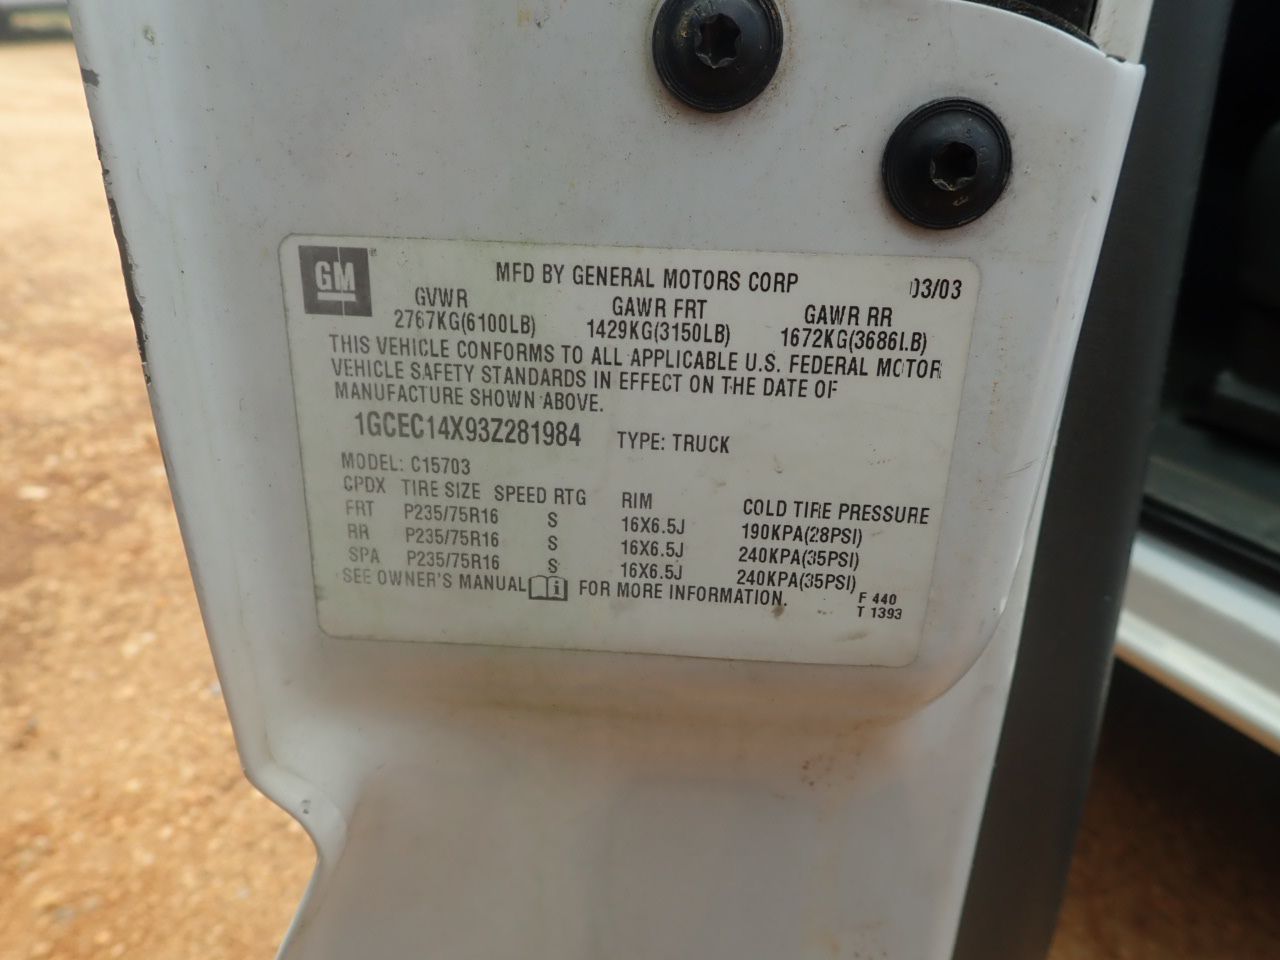 GM
MFD BY GENERAL MOTORS CORP 03/03
GVWR GAWR FRT GAWR RR
2767KG(6100LB) 1429KG(3150LB) 1672KG(3686LB)
THIS VEHICLE CONFORMS TO ALL APPLICABLE U.S. FEDERAL MOTOR
VEHICLE SAFETY STANDARDS IN EFFECT ON THE DATE OF
MANUFACTURE SHOWN ABOVE.
1GCEC14X93Z281984 TYPE: TRUCK
MODEL: C15703
CPDX TIRE SIZE SPEED RTG RIM COLD TIRE PRESSURE
FRT P235/75R16 S 16X6.5J 190KPA(28PSI)
RR P235/75R16 S 16X6.5J 240KPA(35PSI)
SPA P235/75R16 S 16X6.5J 240KPA(35PSI)
SEE OWNER'S MANUAL i FOR MORE INFORMATION. F 440
T 1393